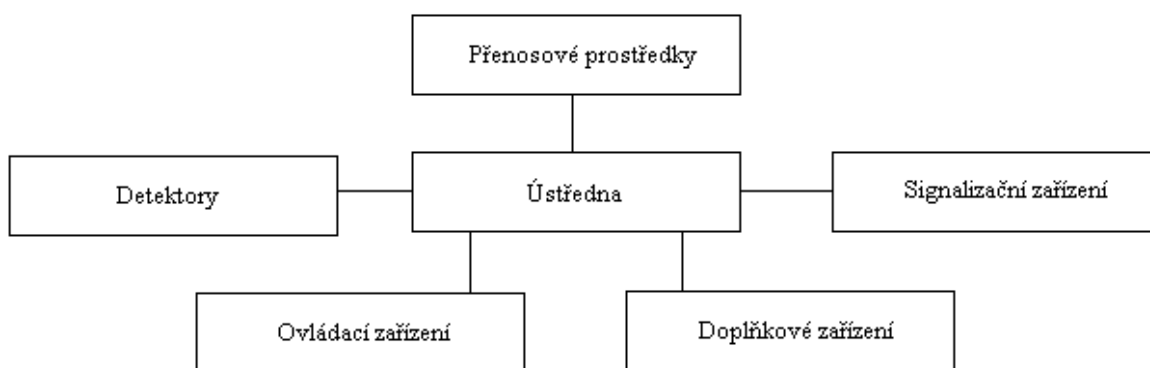 Přenosové prostředky
Detektory
Ústředna
Signalizační zařízení
Ovládací zařízení
Doplňkové zařízení